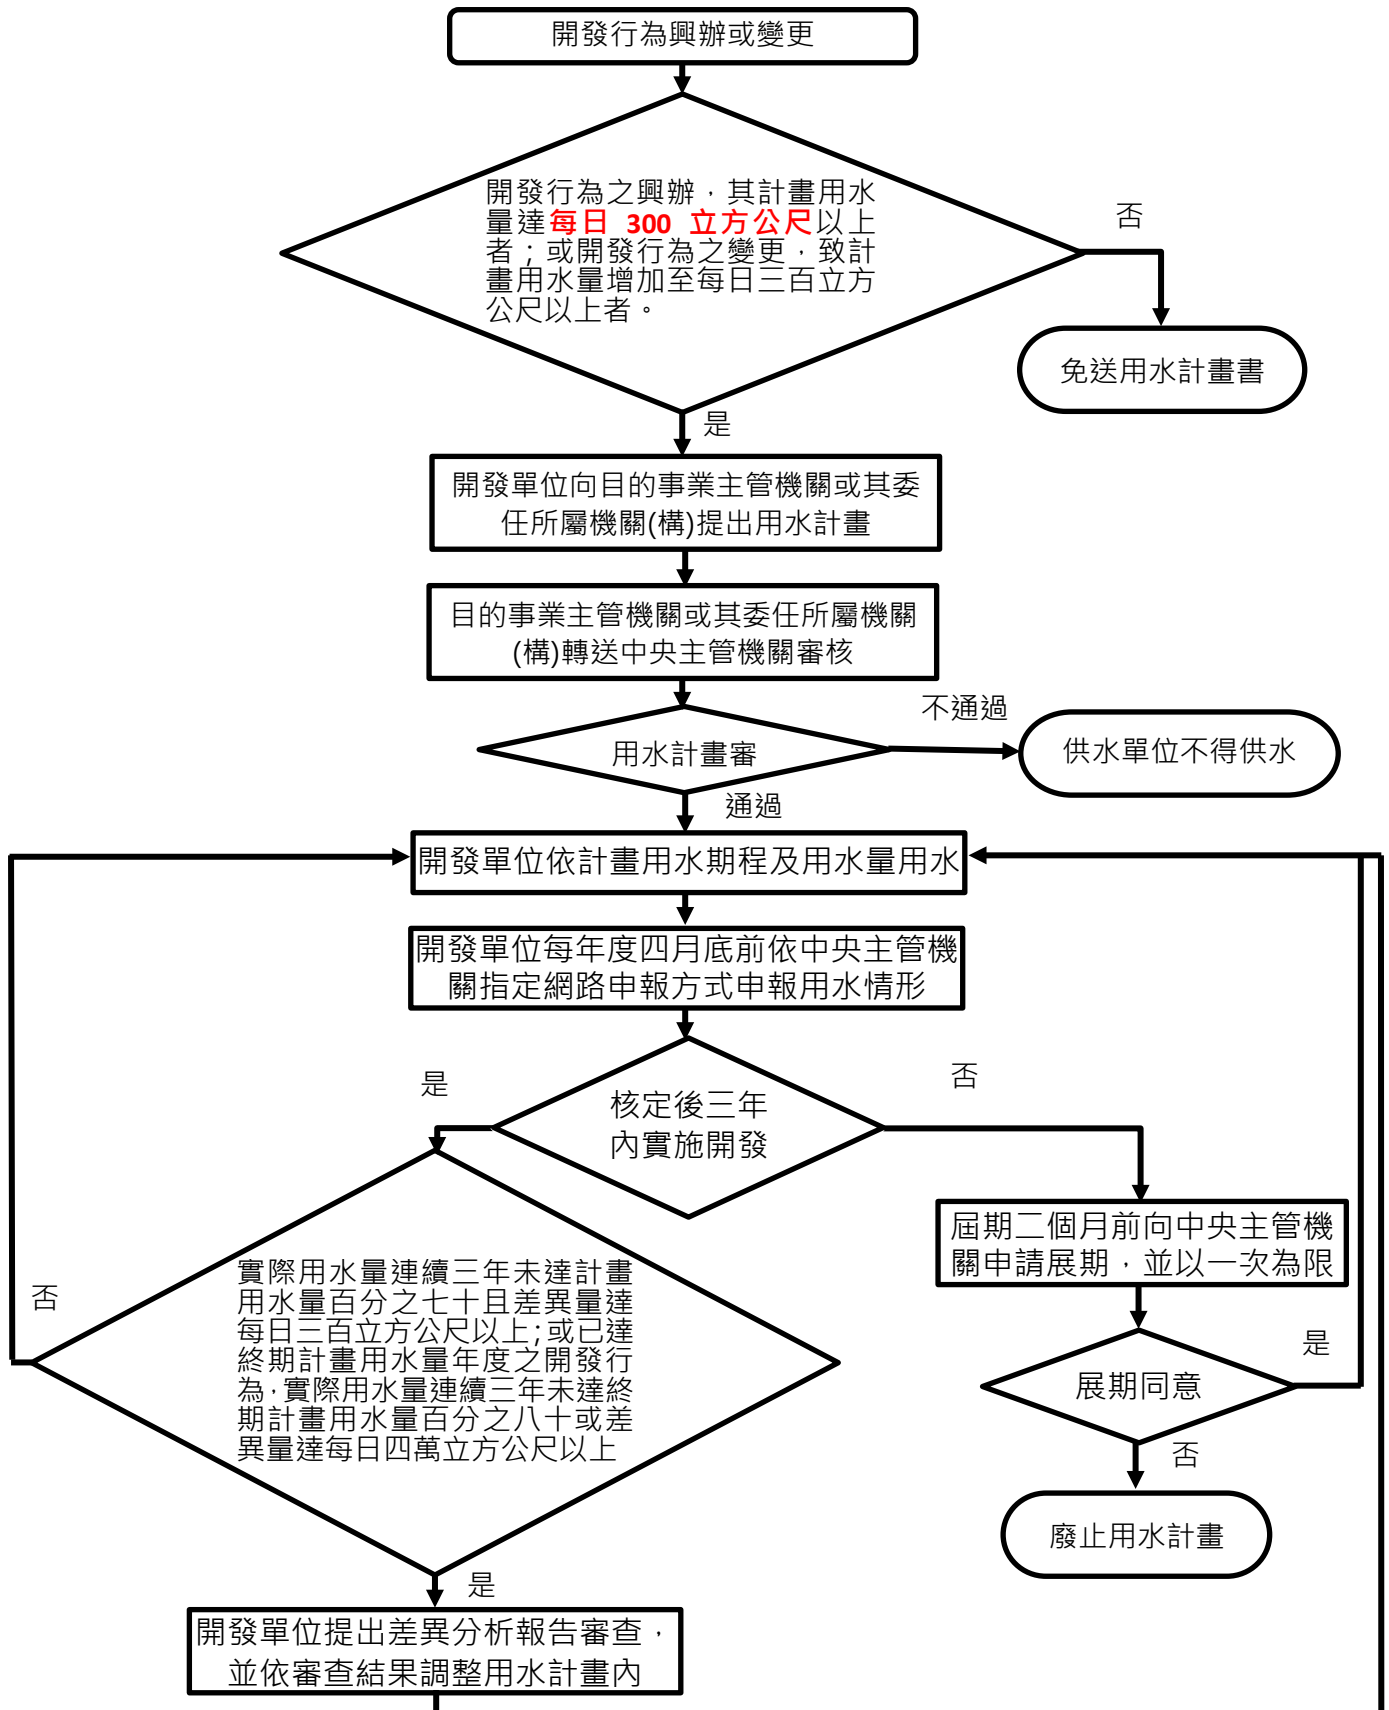 開發行為興辦或變更
開發行為之興辦，其計畫用水
量達每日 300 立方公尺以上
者；或開發行為之變更，致計
畫用水量增加至每日三百立方
公尺以上者。
否
免送用水計畫書
是
開發單位向目的事業主管機關或其委
任所屬機關(構)提出用水計畫
目的事業主管機關或其委任所屬機關
(構)轉送中央主管機關審核
不通過
用水計畫審
供水單位不得供水
通過
開發單位依計畫用水期程及用水量用水
開發單位每年度四月底前依中央主管機
關指定網路申報方式申報用水情形
是
否
核定後三年
內實施開發
屆期二個月前向中央主管機
關申請展期，並以一次為限
否
實際用水量連續三年未達計畫
用水量百分之七十且差異量達
每日三百立方公尺以上；或已達
終期計畫用水量年度之開發行
為，實際用水量連續三年未達終
期計畫用水量百分之八十或差
異量達每日四萬立方公尺以上
是
展期同意
否
廢止用水計畫
是
開發單位提出差異分析報告審查，
並依審查結果調整用水計畫內